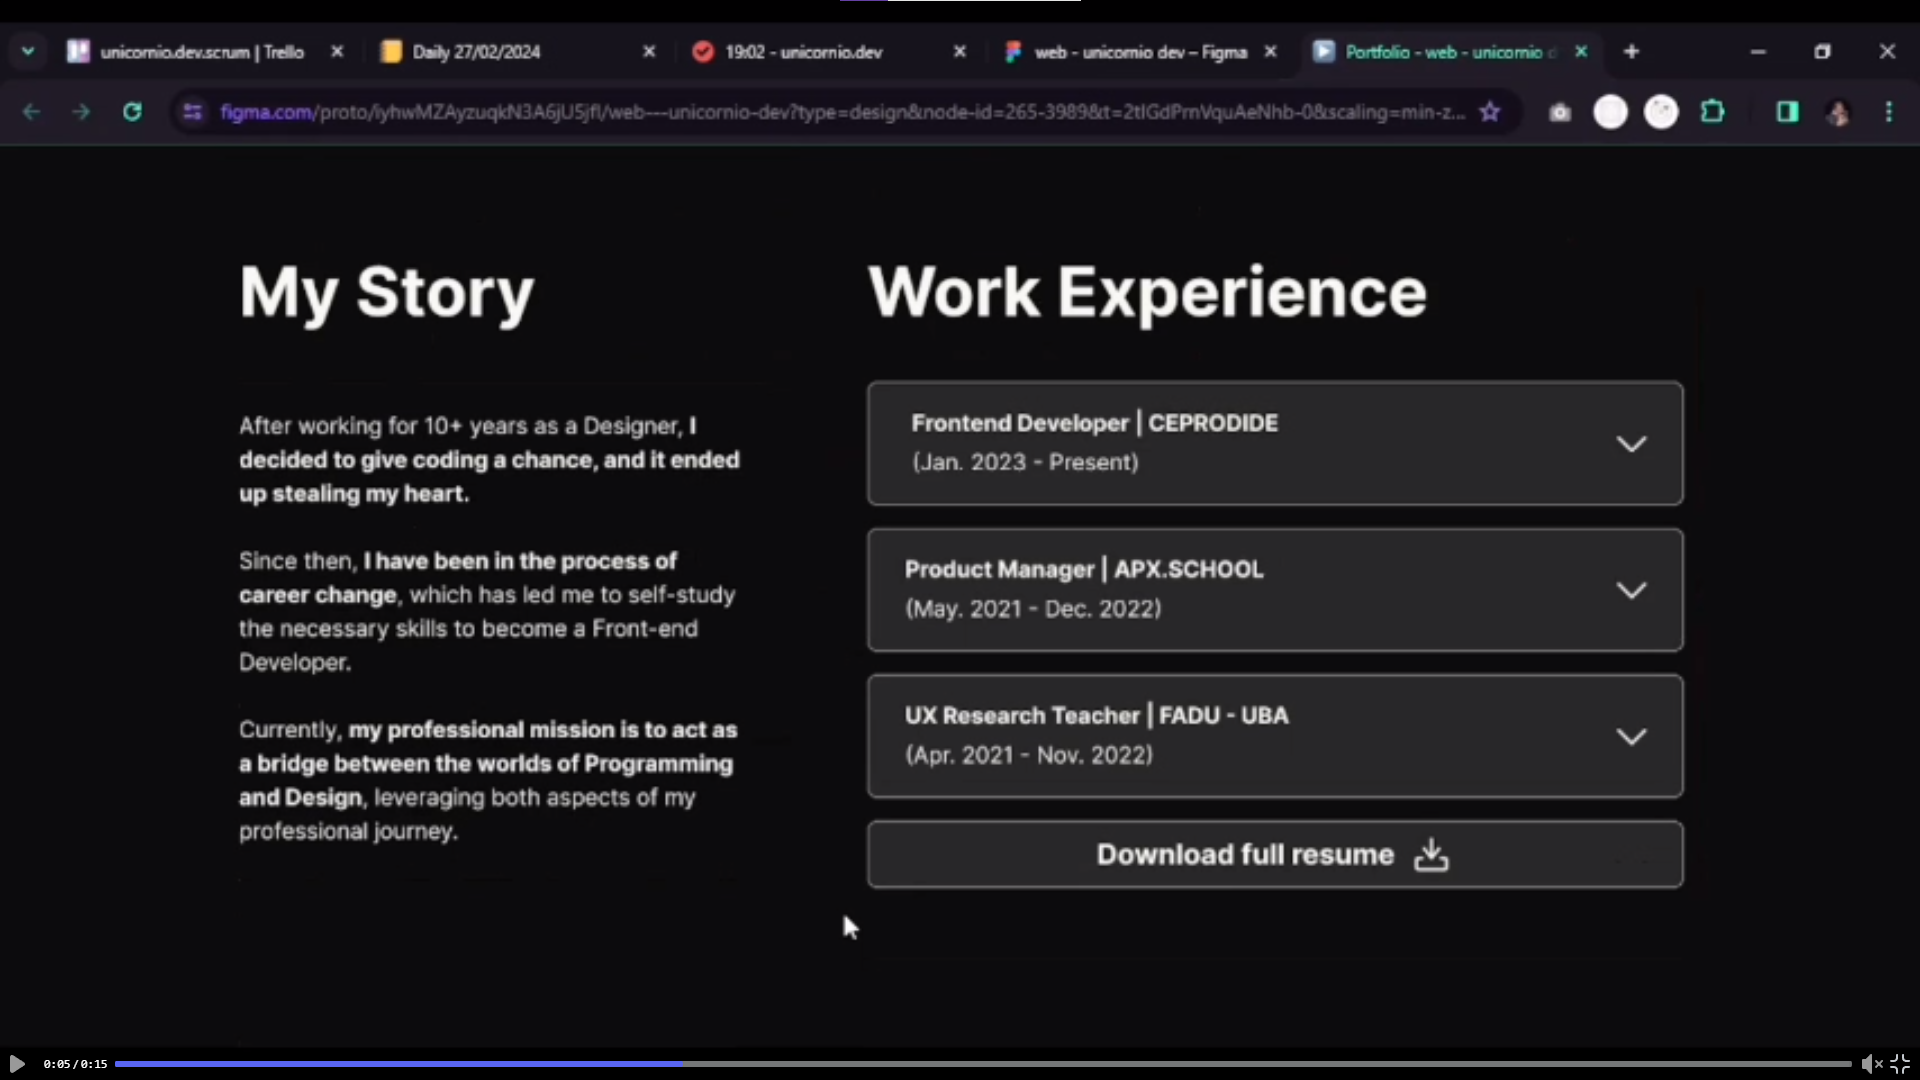 unicornio.dev.scrum | Trello
Daily 27/02/2024
19:02 - unicornio.dev
web - unicornio dev – Figma
Portfolio - web - unicornio d
figma.com/proto/iyhwMZAyzuqkN3A6jU5jfl/web---unicornio-dev?type=design&node-id=265-3989&t=2tlGdPrnVquAeNhb-0&scaling=min-z...
My Story
After working for 10+ years as a Designer, I
decided to give coding a chance, and it ended
up stealing my heart.
Since then, I have been in the process of
career change, which has led me to self-study
the necessary skills to become a Front-end
Developer.
Currently, my professional mission is to act as
a bridge between the worlds of Programming
and Design, leveraging both aspects of my
professional journey.
Work Experience
Frontend Developer | CEPRODIDE
(Jan. 2023 - Present)
Product Manager | APX.SCHOOL
(May. 2021 - Dec. 2022)
UX Research Teacher | FADU - UBA
(Apr. 2021 - Nov. 2022)
Download full resume
0:05/0:15